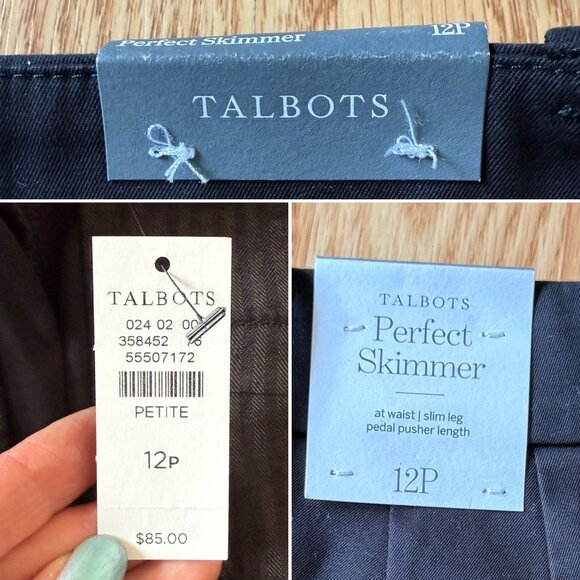 Perfect Skimmer 12P
TALBOTS
TALBOTS
024 02 00
358452
55507172
PETITE
12P
$85.00
TALBOTS
Perfect
Skimmer
at waist | slim leg
pedal pusher length
12P